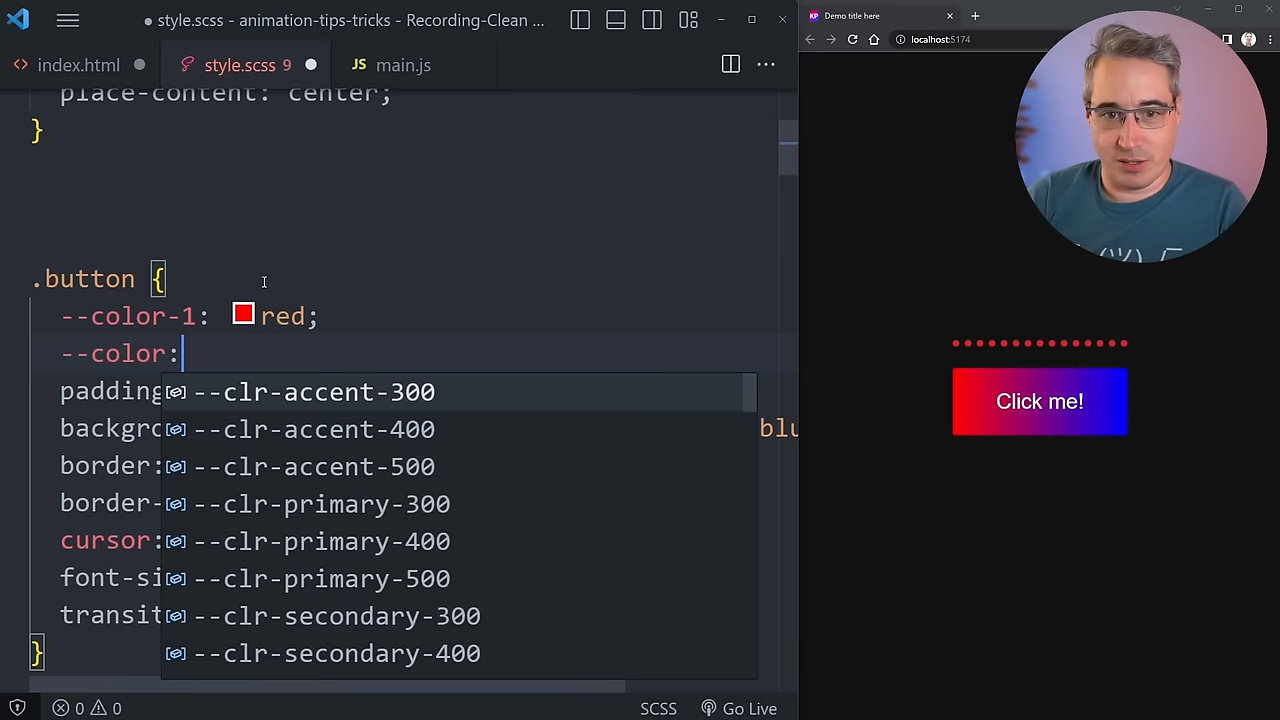 style.scss - animation-tips-tricks - Recording-Clean ...
index.html
style.scss 9
JS main.js
place-content: center;
}
.button {
--color-1: red;
--color:
padding
backgro
blu
border:
border-
cursor:
font-si
transit
}
--clr-accent-300
--clr-accent-400
--clr-accent-500
--clr-primary-300
--clr-primary-400
--clr-primary-500
--clr-secondary-300
--clr-secondary-400
0 0
SCSS
Go Live
KP Demo title here
localhost:5174
Click me!